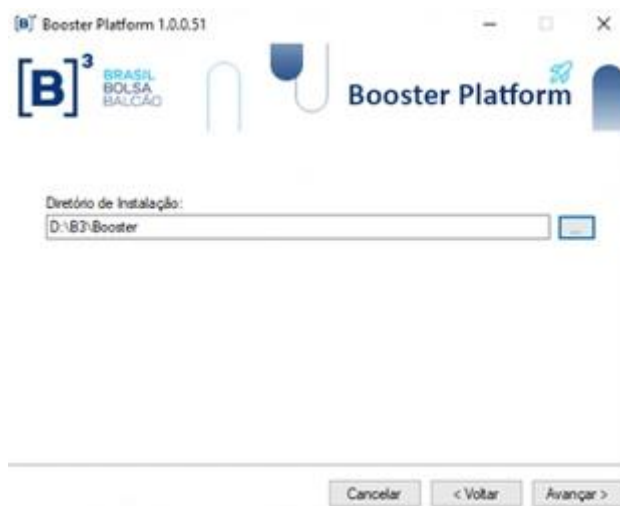 [B]³ Booster Platform 1.0.0.51
[B]³ BRASIL
BOLSA
BALCÃO
Booster Platform
Diretório de Instalação:
D:\B3\Booster
...
Cancelar
< Voltar
Avançar >